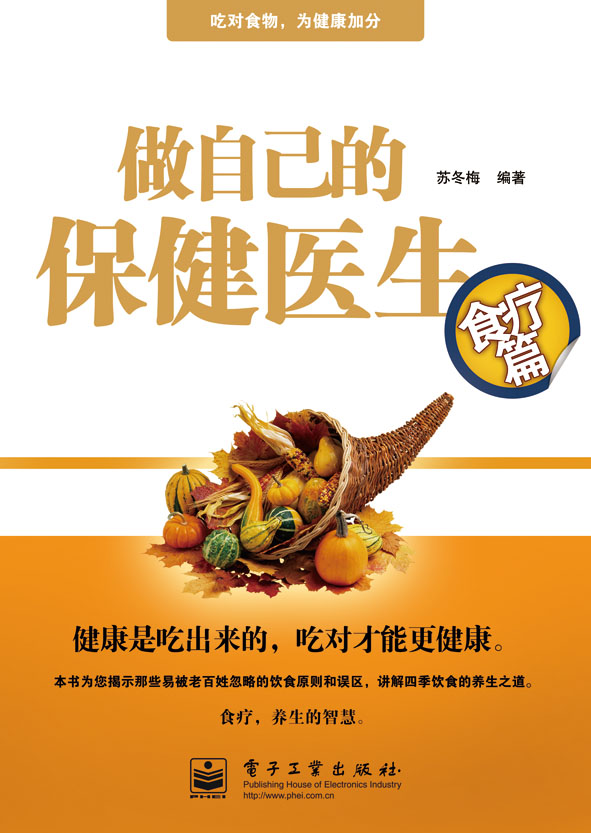 吃对食物，为健康加分
做自己的
苏冬梅 编著
保健医生
食疗
篇
健康是吃出来的，吃对才能更健康。
本书为您揭示那些易被老百姓忽略的饮食原则和误区，讲解四季饮食的养生之道。
食疗，养生的智慧。
電子工業出版社·
Publishing House of Electronics Industry
http://www.phei.com.cn
PHEI